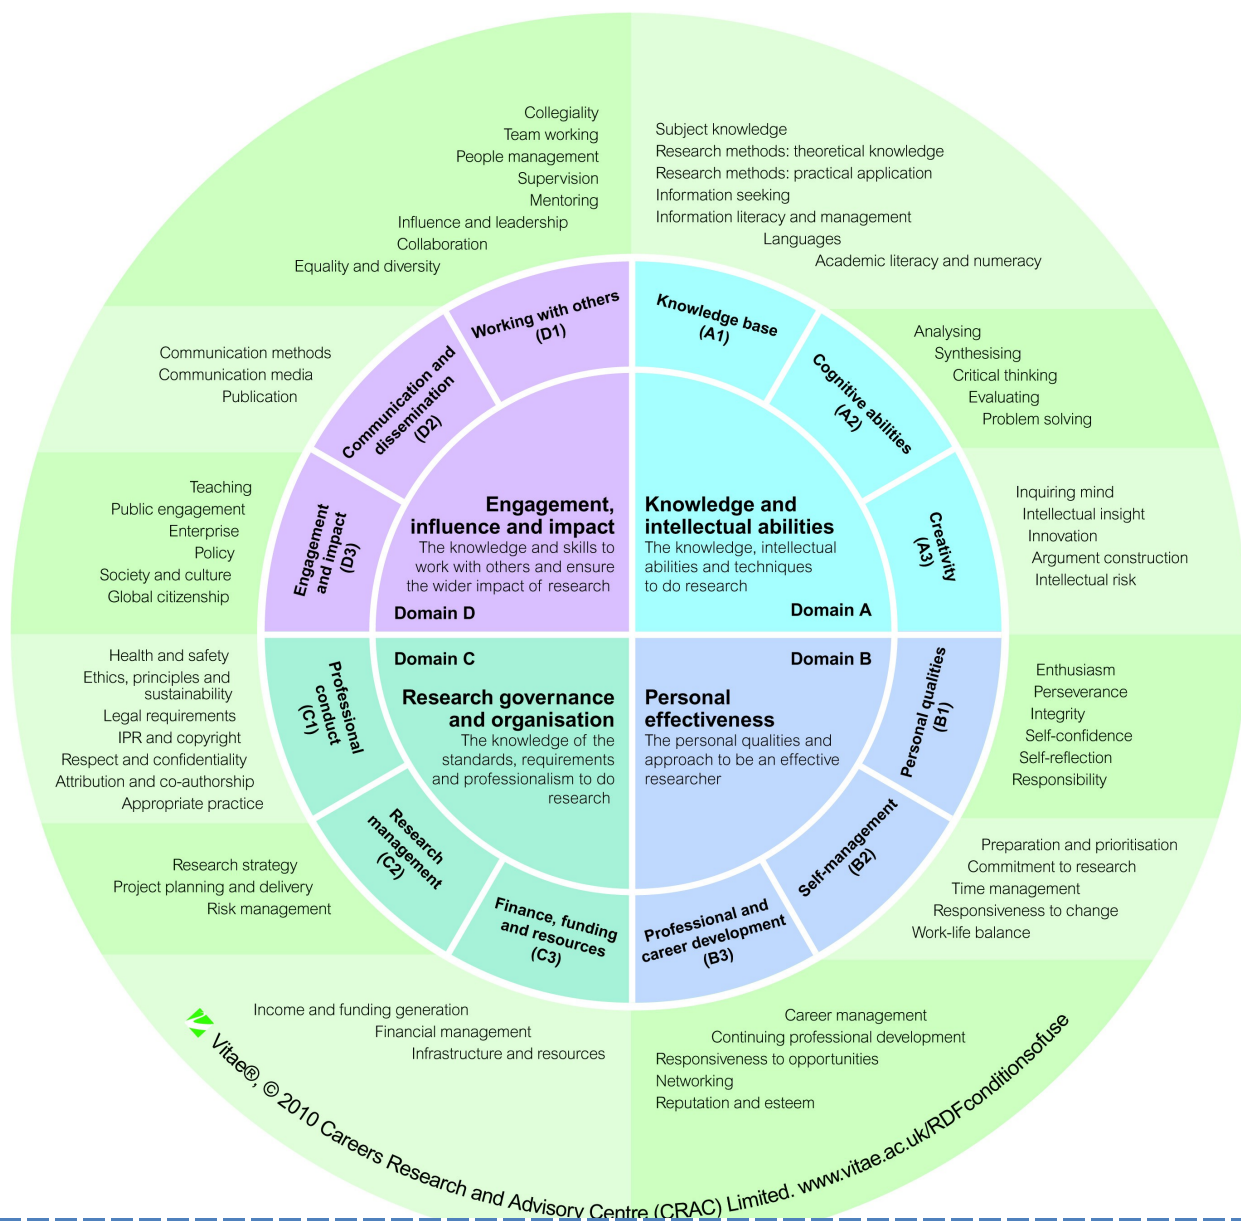 Collegiality
Team working
People management
Supervision
Mentoring
Influence and leadership
Collaboration
Equality and diversity
Subject knowledge
Research methods: theoretical knowledge
Research methods: practical application
Information seeking
Information literacy and management
Languages
Academic literacy and numeracy
Working with others
(D1)
Knowledge base
(A1)
Communication methods
Communication media
Publication
Communication and
dissemination
(D2)
Cognitive abilities
(A2)
Analysing
Synthesising
Critical thinking
Evaluating
Problem solving
Teaching
Public engagement
Enterprise
Policy
Society and culture
Global citizenship
Engagement
and impact
(D3)
Engagement,
influence and impact
The knowledge and skills to
work with others and ensure
the wider impact of research
Domain D
Knowledge and
intellectual abilities
The knowledge, intellectual
abilities and techniques
to do research
Domain A
Creativity
(A3)
Inquiring mind
Intellectual insight
Innovation
Argument construction
Intellectual risk
Health and safety
Ethics, principles and
sustainability
Legal requirements
IPR and copyright
Respect and confidentiality
Attribution and co-authorship
Appropriate practice
Professional
conduct
(C1)
Domain C
Research governance
and organisation
The knowledge of the
standards, requirements
and professionalism to do
research
Domain B
Personal
effectiveness
The personal qualities and
approach to be an effective
researcher
Personal qualities
(B1)
Enthusiasm
Perseverance
Integrity
Self-confidence
Self-reflection
Responsibility
Research strategy
Project planning and delivery
Risk management
Research
management
(C2)
Self-management
(B2)
Preparation and prioritisation
Commitment to research
Time management
Responsiveness to change
Work-life balance
Finance, funding
and resources
(C3)
Professional and
career development
(B3)
Income and funding generation
Financial management
Infrastructure and resources
Career management
Continuing professional development
Responsiveness to opportunities
Networking
Reputation and esteem
Vitae®, © 2010 Careers Research and Advisory Centre (CRAC) Limited. www.vitae.ac.uk/RDFconditionsofuse